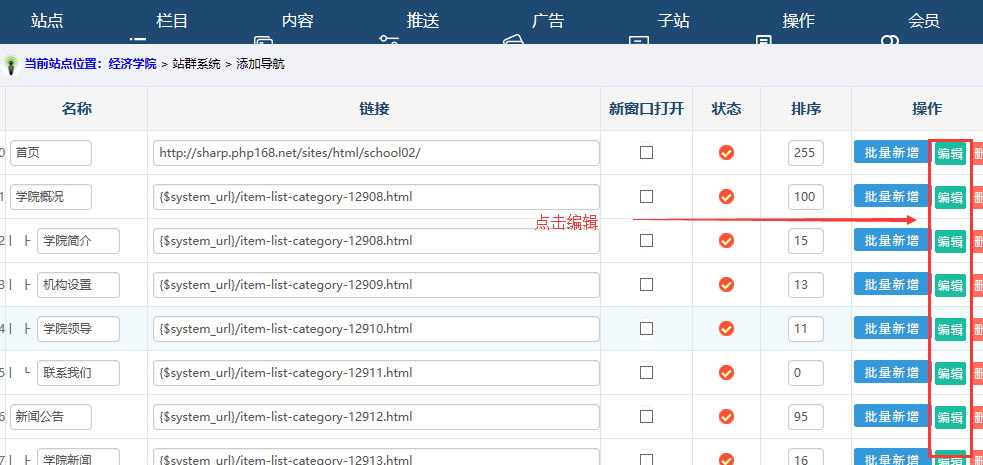 站点 栏目 内容 推送 广告 子站 操作 会员
当前站点位置：经济学院 > 站群系统 > 添加导航
名称 链接 新窗口打开 状态 排序 操作
0 首页 http://sharp.php168.net/sites/html/school02/ 255 批量新增 编辑
1 学院概况 {$system_url}/item-list-category-12908.html 100 批量新增 编辑
点击编辑
2 | ├ 学院简介 {$system_url}/item-list-category-12908.html 15 批量新增 编辑
3 | ├ 机构设置 {$system_url}/item-list-category-12909.html 13 批量新增 编辑
4 | ├ 学院领导 {$system_url}/item-list-category-12910.html 11 批量新增 编辑
5 | └ 联系我们 {$system_url}/item-list-category-12911.html 0 批量新增 编辑
6 新闻公告 {$system_url}/item-list-category-12912.html 95 批量新增 编辑
7 | ├ 学院新闻 {$system_url}/item-list-category-12913.html 16 批量新增 编辑